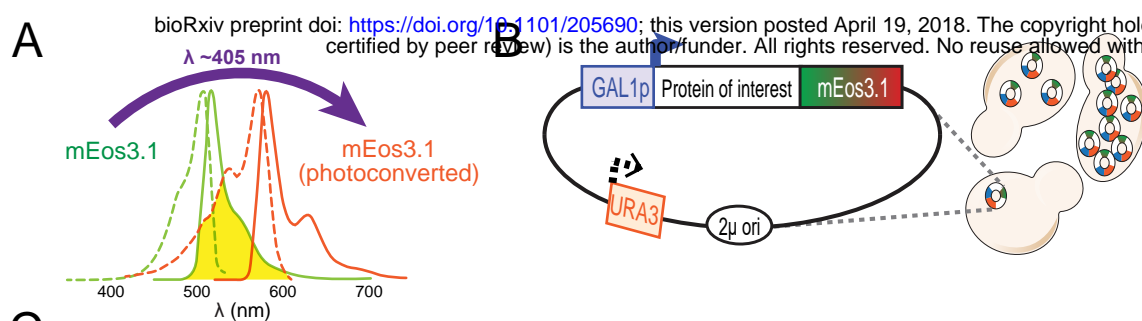 bioRxiv preprint doi: https://doi.org/10.1101/205690; this version posted April 19, 2018. The copyright hol
certified by peer review) is the author/funder. All rights reserved. No reuse allowed with
A
B
λ ~405 nm
mEos3.1
mEos3.1
(photoconverted)
400 500 600 700
λ (nm)
GAL1p Protein of interest mEos3.1
URA3
2μ ori